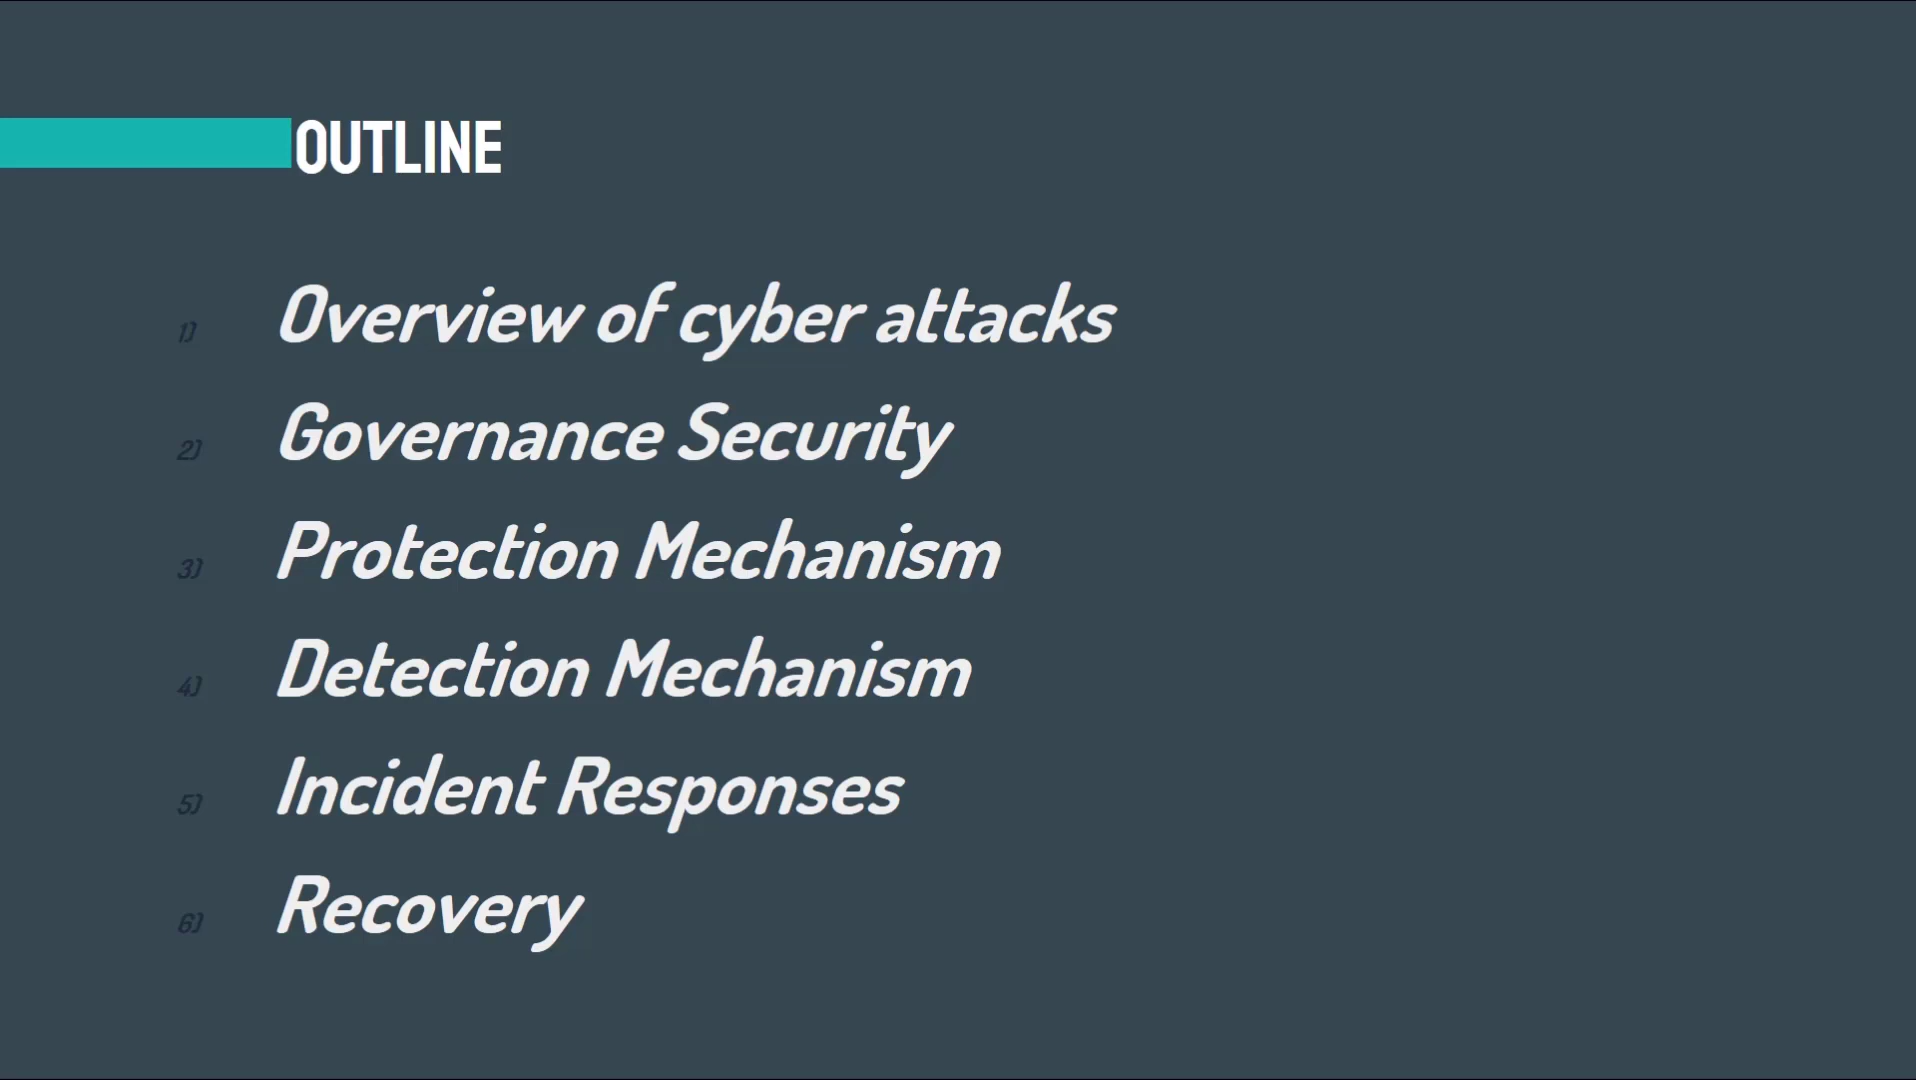 OUTLINE
1) Overview of cyber attacks
2) Governance Security
3) Protection Mechanism
4) Detection Mechanism
5) Incident Responses
6) Recovery